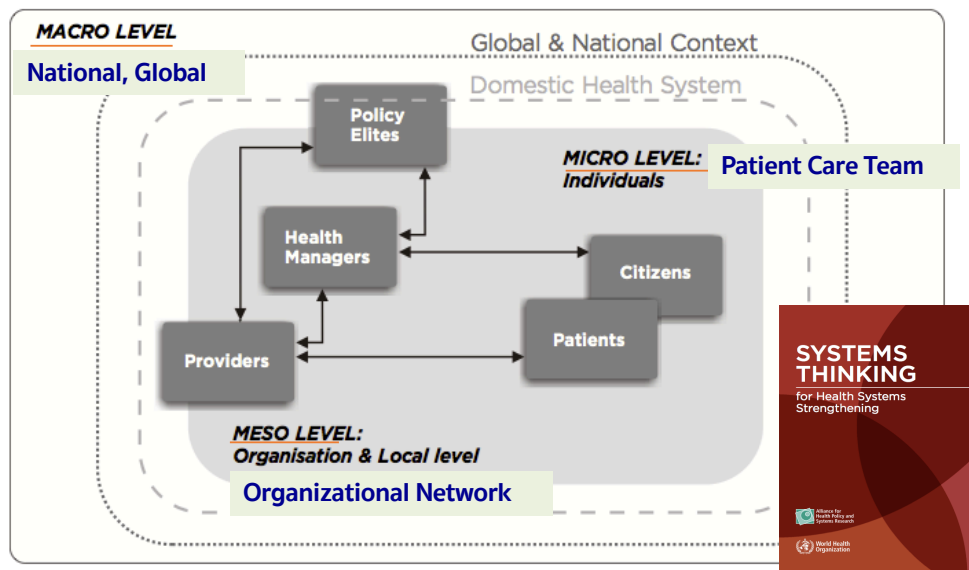 MACRO LEVEL
National, Global
Global & National Context
Domestic Health System
Policy
Elites
MICRO LEVEL:
Individuals
Patient Care Team
Health
Managers
Citizens
Patients
Providers
MESO LEVEL:
Organisation & Local level
Organizational Network
SYSTEMS
THINKING
for Health Systems
Strengthening
Alliance for
Health Policy and
Systems Research
World Health
Organization